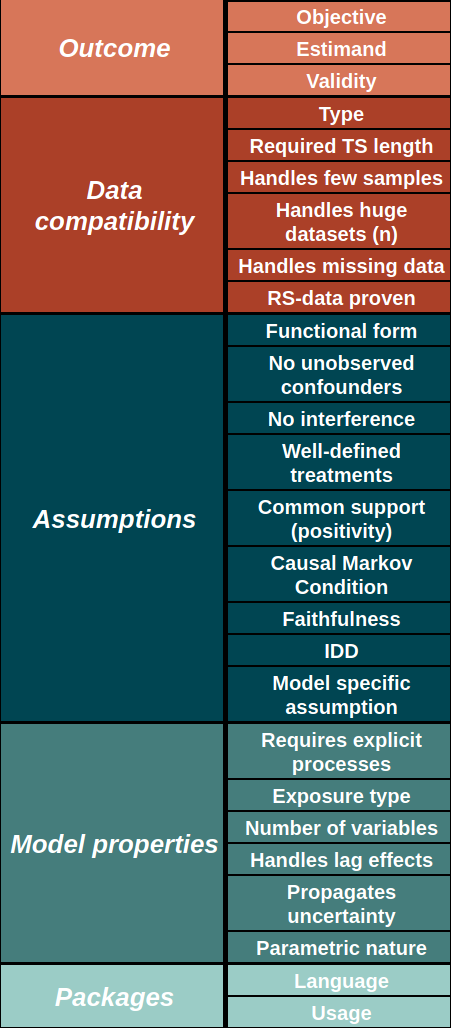 Outcome
Objective
Estimand
Validity
Data
compatibility
Type
Required TS length
Handles few samples
Handles huge
datasets (n)
Handles missing data
RS-data proven
Assumptions
Functional form
No unobserved
confounders
No interference
Well-defined
treatments
Common support
(positivity)
Causal Markov
Condition
Faithfulness
IDD
Model specific
assumption
Model properties
Requires explicit
processes
Exposure type
Number of variables
Handles lag effects
Propagates
uncertainty
Parametric nature
Packages
Language
Usage